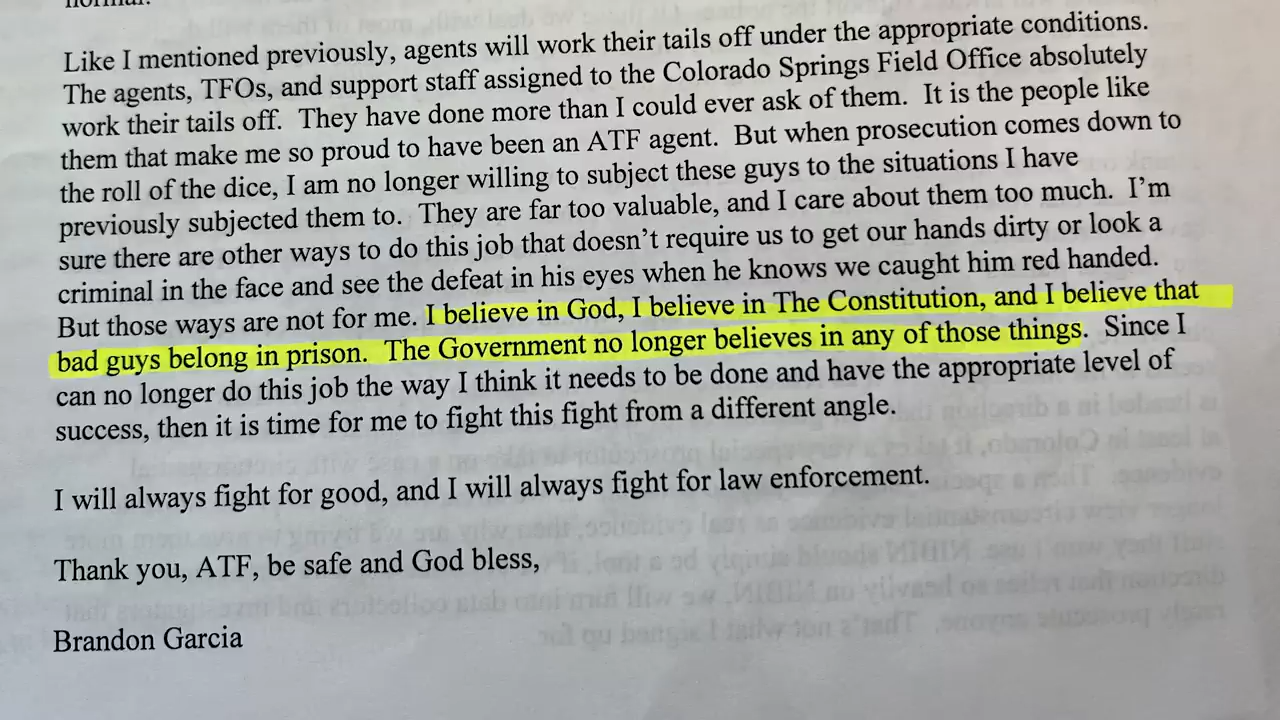 normal.
Like I mentioned previously, agents will work their tails off under the appropriate conditions.
The agents, TFOs, and support staff assigned to the Colorado Springs Field Office absolutely
work their tails off.  They have done more than I could ever ask of them.  It is the people like
them that make me so proud to have been an ATF agent.  But when prosecution comes down to
the roll of the dice, I am no longer willing to subject these guys to the situations I have
previously subjected them to.  They are far too valuable, and I care about them too much.  I’m
sure there are other ways to do this job that doesn’t require us to get our hands dirty or look a
criminal in the face and see the defeat in his eyes when he knows we caught him red handed.
But those ways are not for me. I believe in God, I believe in The Constitution, and I believe that
bad guys belong in prison.  The Government no longer believes in any of those things.  Since I
can no longer do this job the way I think it needs to be done and have the appropriate level of
success, then it is time for me to fight this fight from a different angle.
I will always fight for good, and I will always fight for law enforcement.
Thank you, ATF, be safe and God bless,
Brandon Garcia